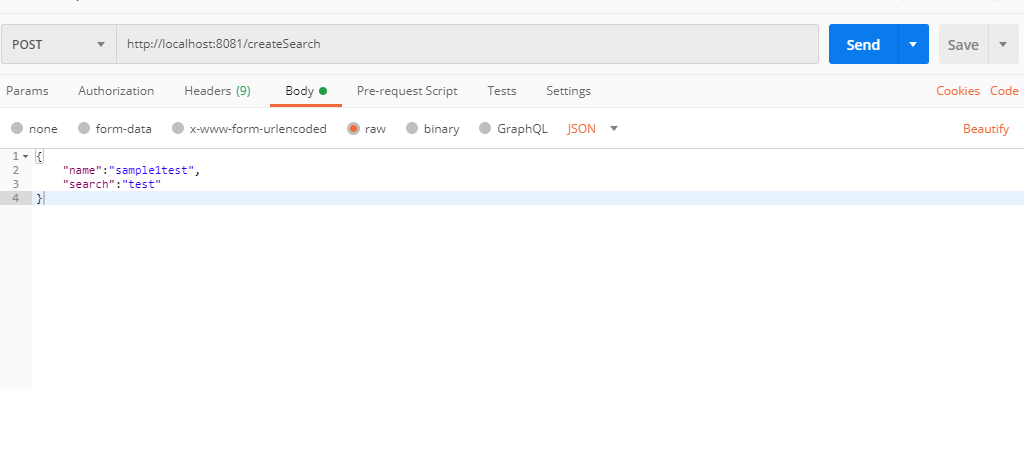 POST http://localhost:8081/createSearch Send Save
Params Authorization Headers (9) Body Pre-request Script Tests Settings Cookies Code
none form-data x-www-form-urlencoded raw binary GraphQL JSON Beautify
1 {
2 "name":"sample1test",
3 "search":"test"
4 }